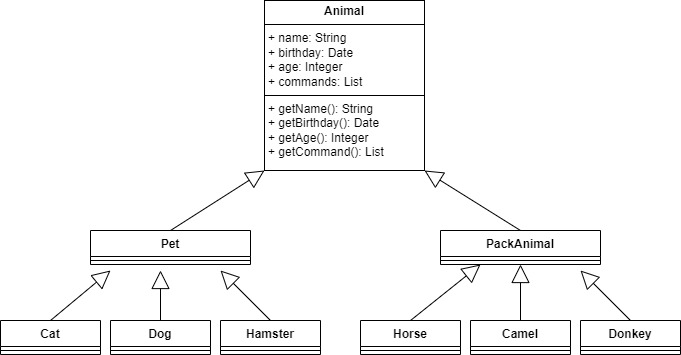 Animal
+ name: String
+ birthday: Date
+ age: Integer
+ commands: List
+ getName(): String
+ getBirthday(): Date
+ getAge(): Integer
+ getCommand(): List
Pet
PackAnimal
Cat
Dog
Hamster
Horse
Camel
Donkey